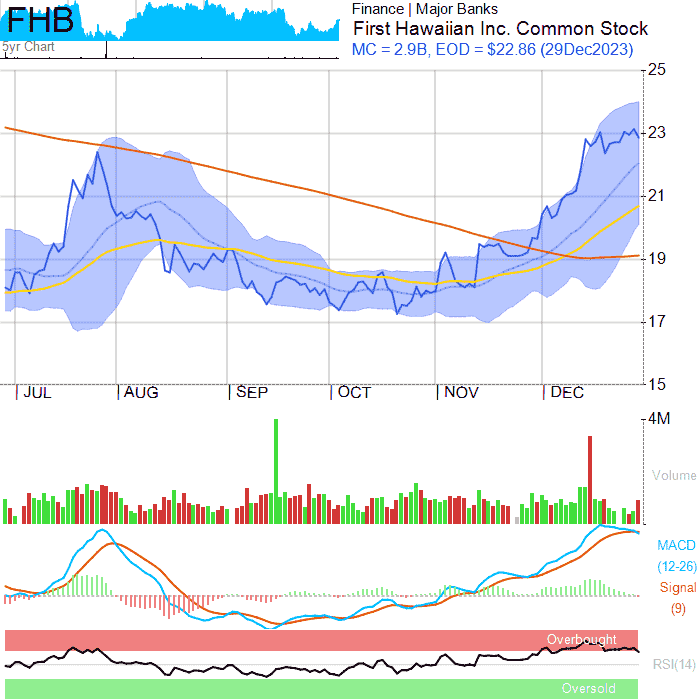 FHB
5yr Chart
Finance | Major Banks
First Hawaiian Inc. Common Stock
MC = 2.9B, EOD = $22.86 (29Dec2023)
25
23
21
19
17
15
JUL AUG SEP OCT NOV DEC
4M
Volume
MACD
(12-26)
Signal
(9)
Overbought
RSI(14)
Oversold